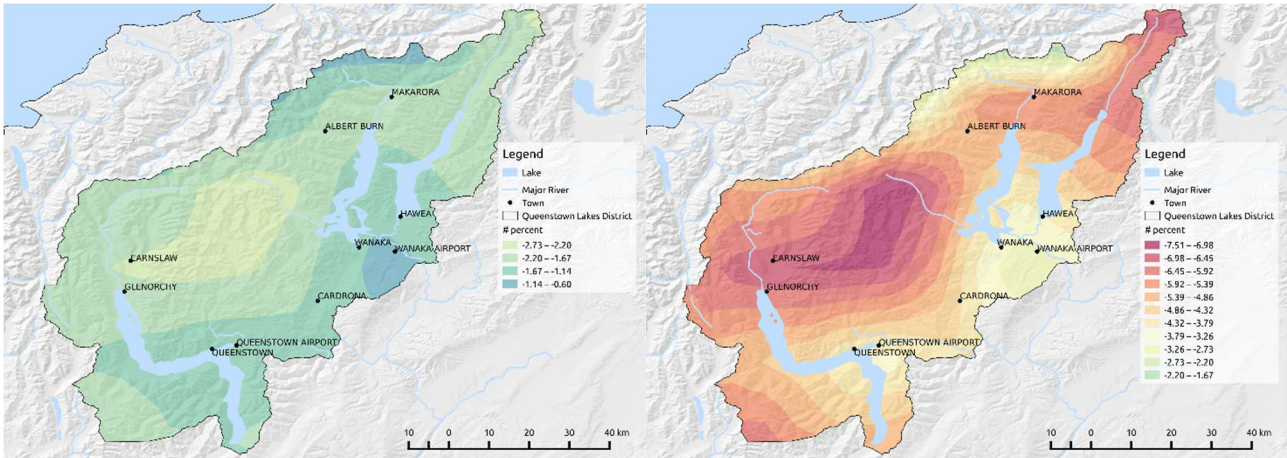 MAKARORA
ALBERT BURN
HAWEA
WANAKA
WANAKA AIRPORT
EARNSLAW
GLENORCHY
CARDRONA
QUEENSTOWN AIRPORT
QUEENSTOWN
Legend
Lake
Major River
Town
Queenstown Lakes District
# percent
-2.73 – -2.20
-2.20 – -1.67
-1.67 – -1.14
-1.14 – -0.60
10 0 10 20 30 40 km
MAKARORA
ALBERT BURN
HAWEA
WANAKA
WANAKA AIRPORT
EARNSLAW
GLENORCHY
CARDRONA
QUEENSTOWN AIRPORT
QUEENSTOWN
Legend
Lake
Major River
Town
Queenstown Lakes District
# percent
-7.51 – -6.98
-6.98 – -6.45
-6.45 – -5.92
-5.92 – -5.39
-5.39 – -4.86
-4.86 – -4.32
-4.32 – -3.79
-3.79 – -3.26
-3.26 – -2.73
-2.73 – -2.20
-2.20 – -1.67
10 0 10 20 30 40 km